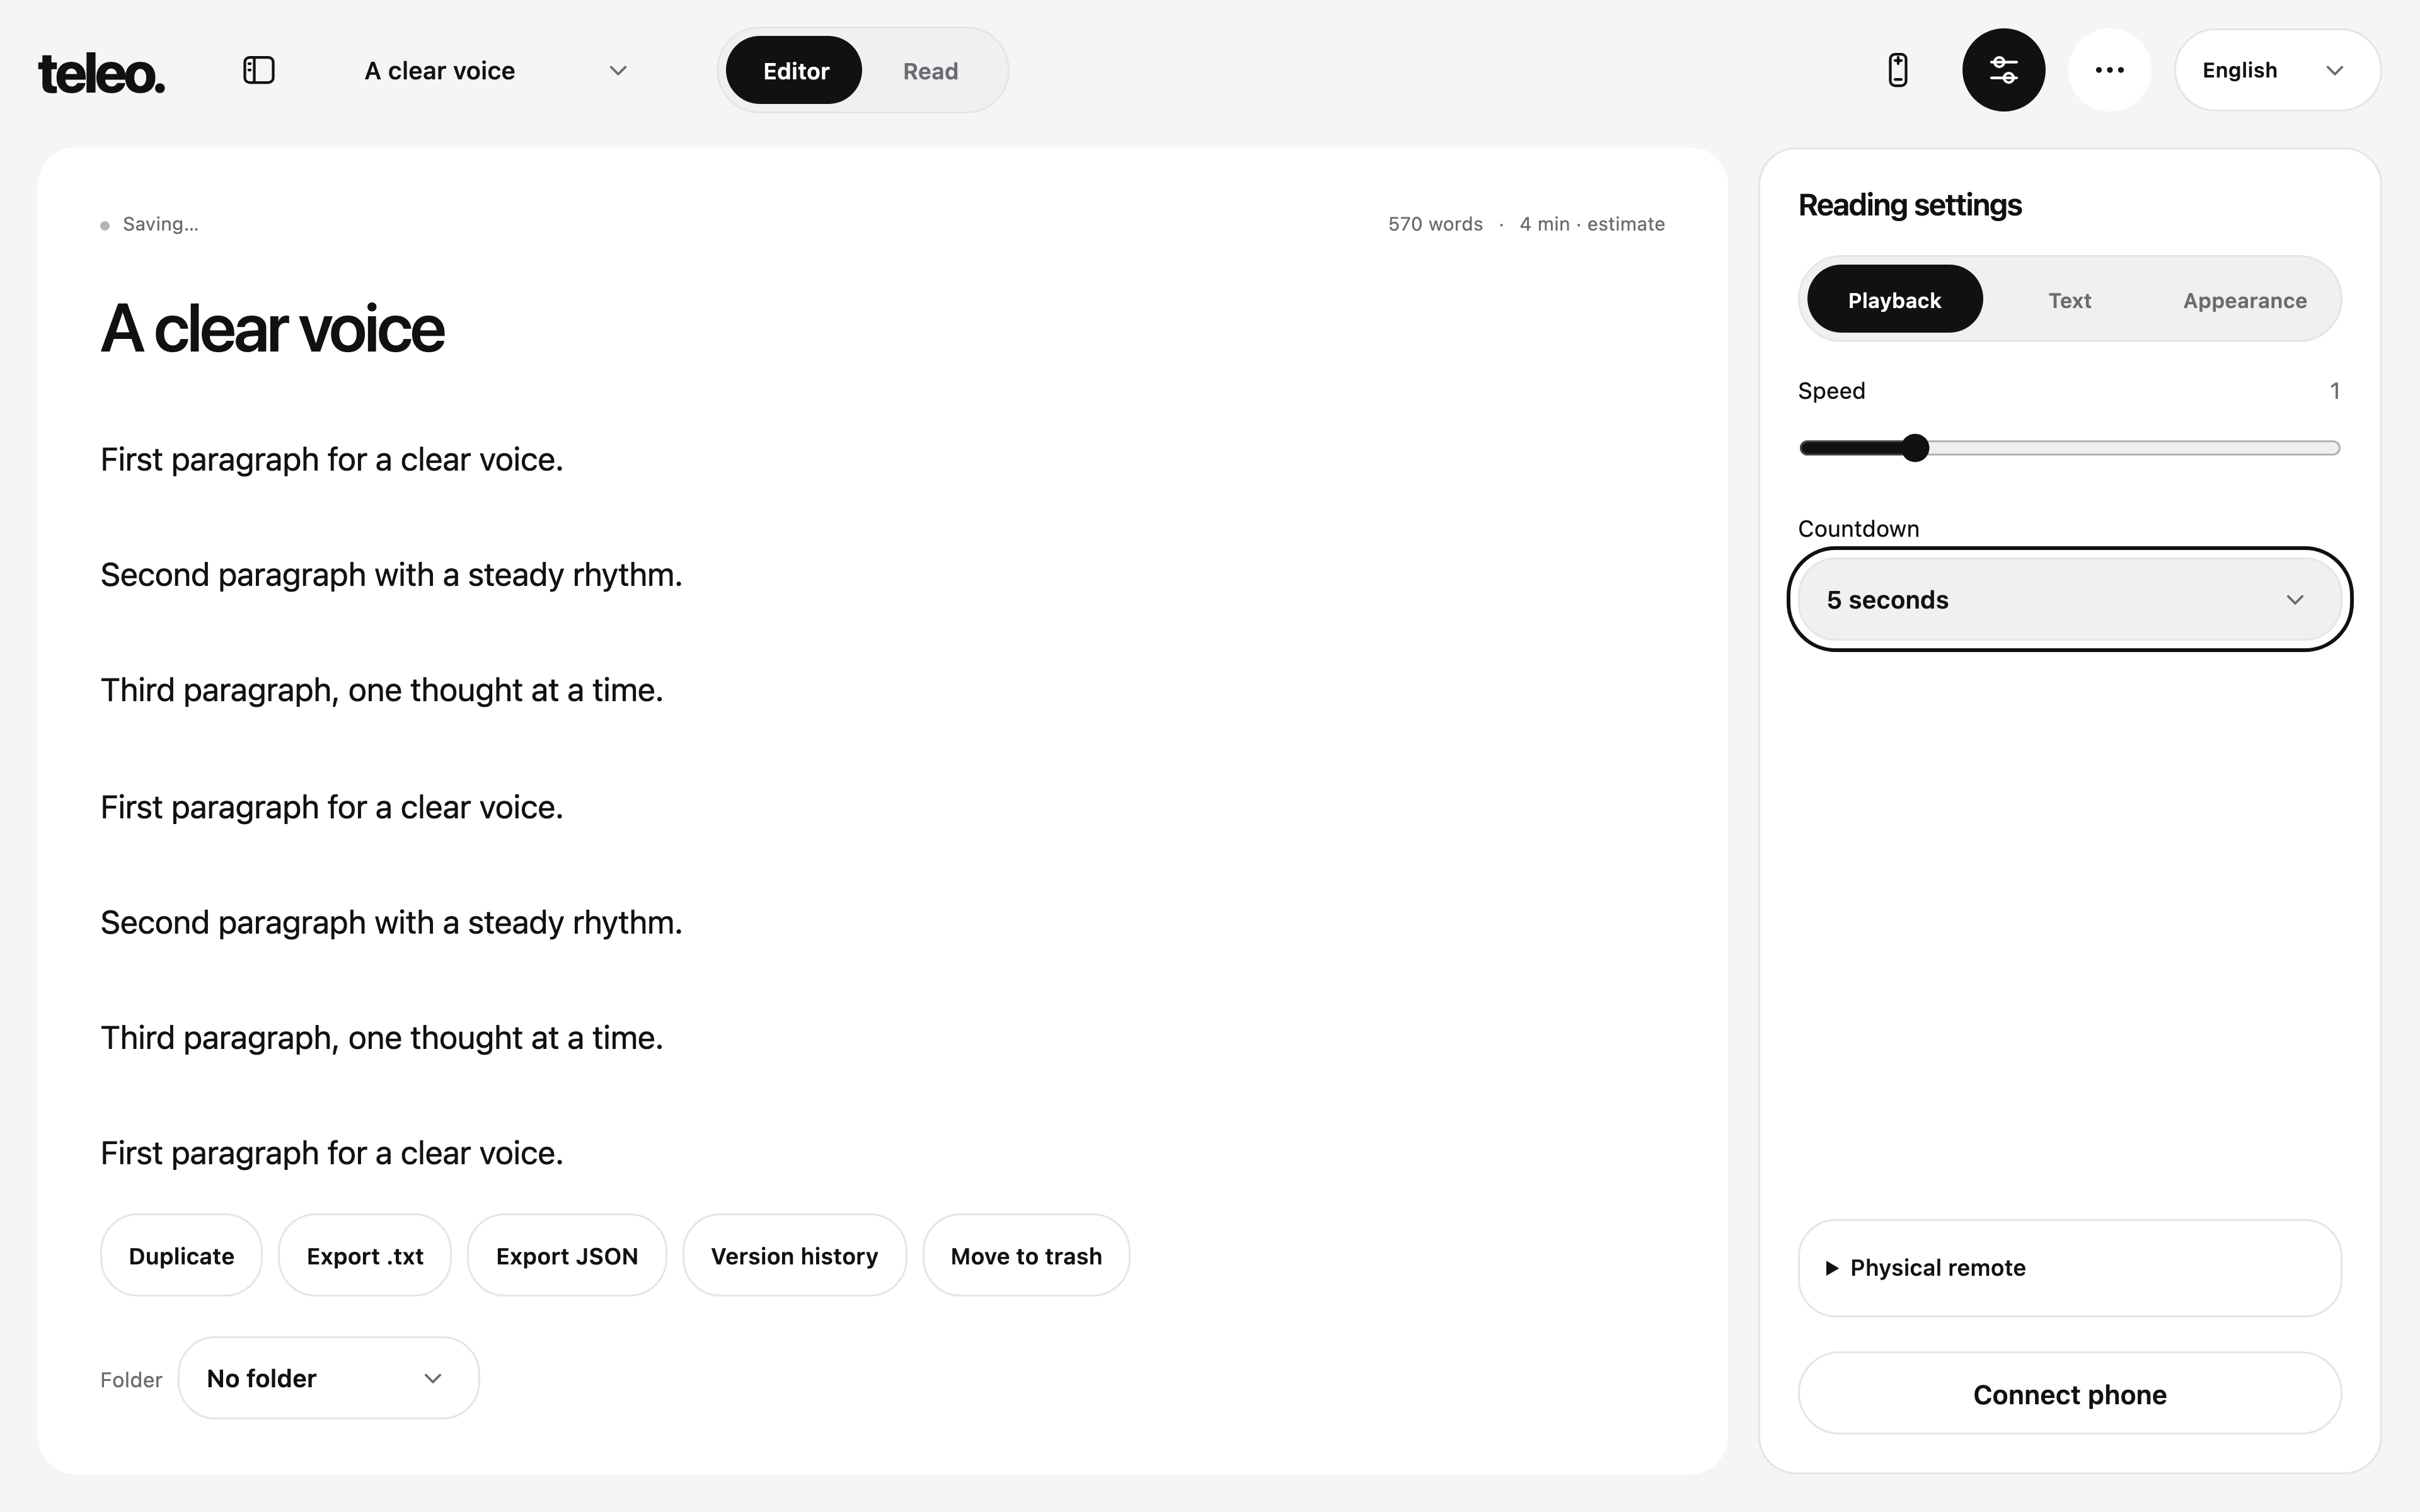 teleo.
A clear voice
Editor
Read
English
Saving...
570 words · 4 min · estimate
A clear voice
First paragraph for a clear voice.
Second paragraph with a steady rhythm.
Third paragraph, one thought at a time.
First paragraph for a clear voice.
Second paragraph with a steady rhythm.
Third paragraph, one thought at a time.
First paragraph for a clear voice.
Duplicate
Export .txt
Export JSON
Version history
Move to trash
Folder
No folder
Reading settings
Playback
Text
Appearance
Speed
1
Countdown
5 seconds
Physical remote
Connect phone